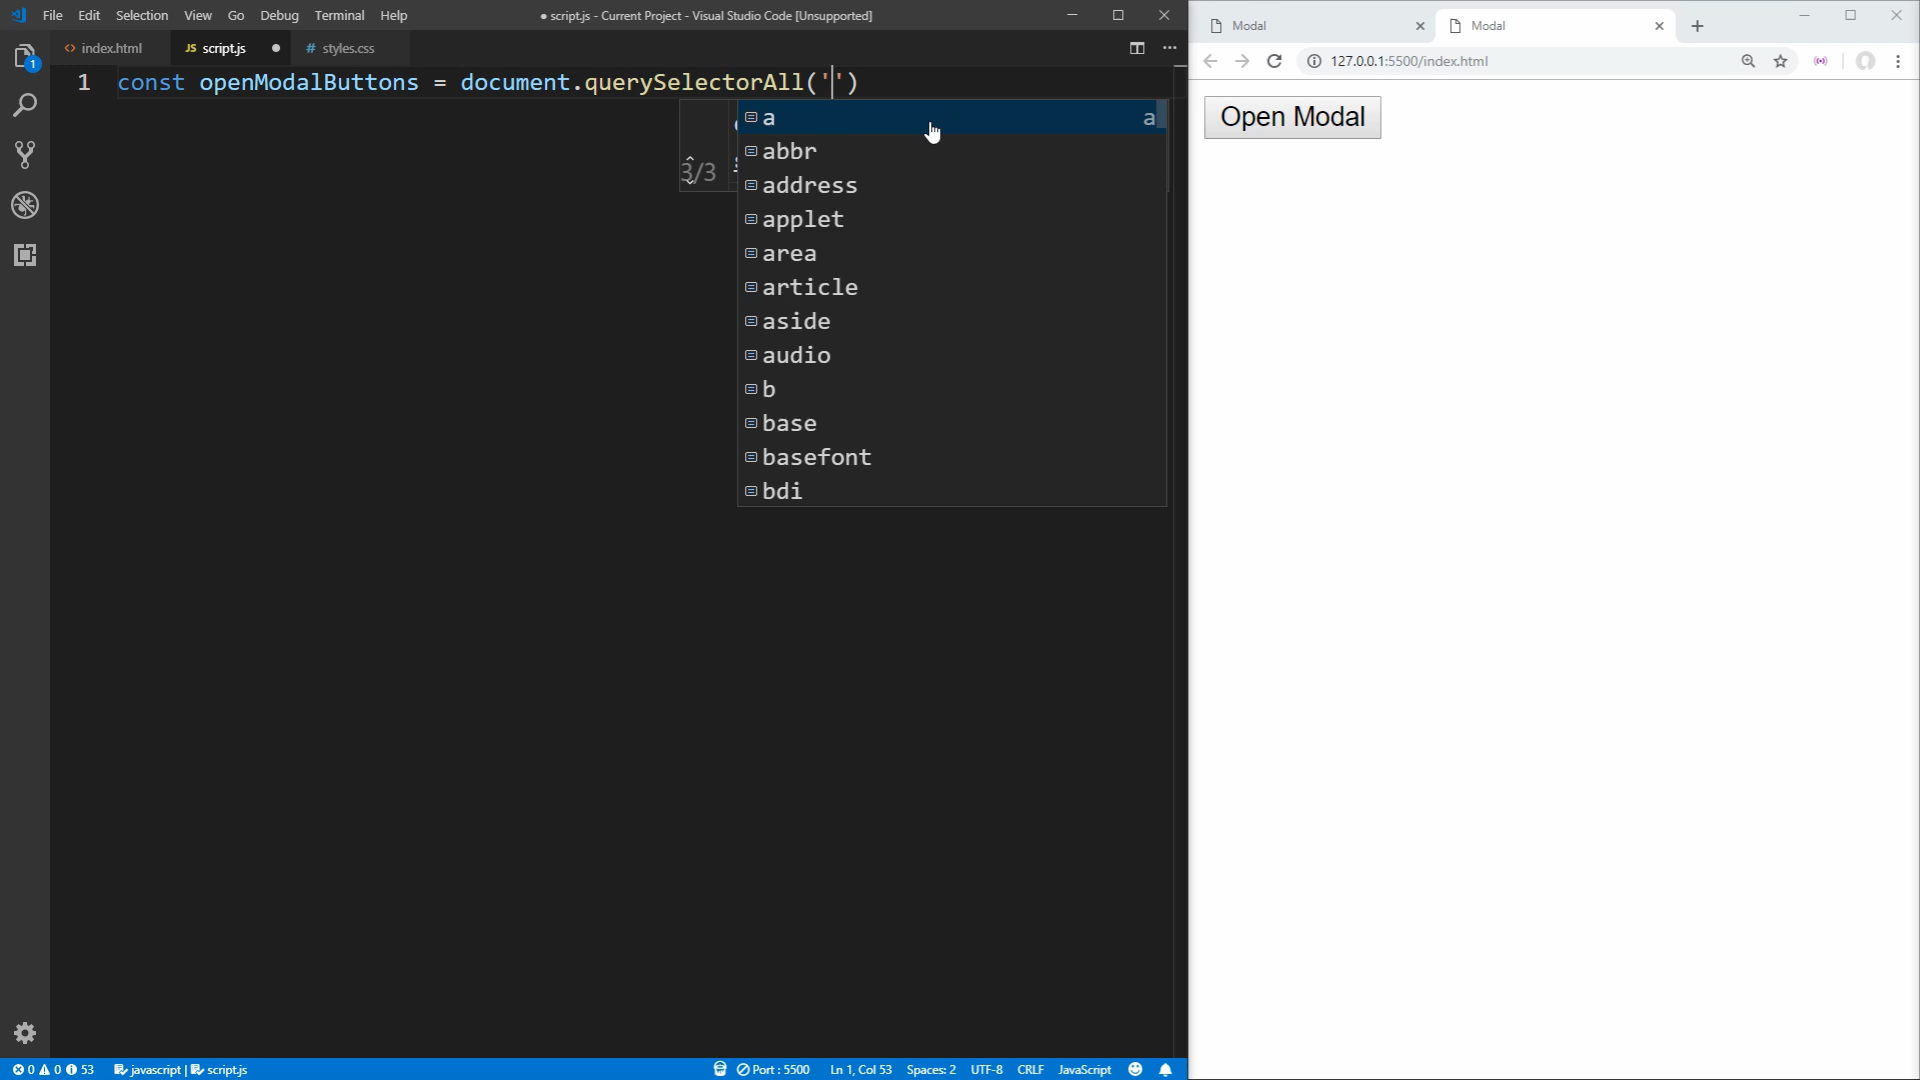 File Edit Selection View Go Debug Terminal Help
● script.js - Current Project - Visual Studio Code [Unsupported]
index.html
JS script.js
# styles.css
1
1 const openModalButtons = document.querySelectorAll('')
3/3
a a
abbr
address
applet
area
article
aside
audio
b
base
basefont
bdi
0 0 53 javascript | script.js
Port : 5500 Ln 1, Col 53 Spaces: 2 UTF-8 CRLF JavaScript
Modal
Modal
127.0.0.1:5500/index.html
Open Modal